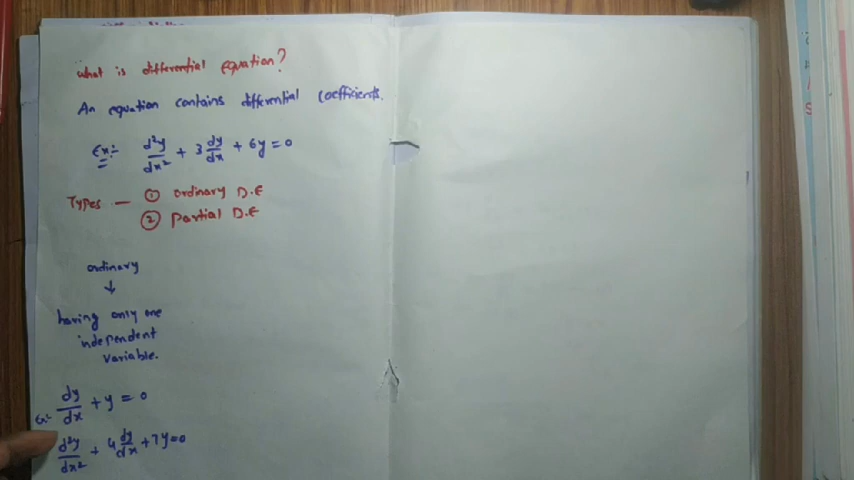 what is differential equation?
An equation contains differential coefficients.
Ex:- d²y/dx² + 3 dy/dx + 6y = 0
Types — ① ordinary D.E
② Partial D.E
ordinary
↓
having only one
independent
variable.
Ex:- dy/dx + y = 0
d²y/dx² + 4 dy/dx + 7y = 0